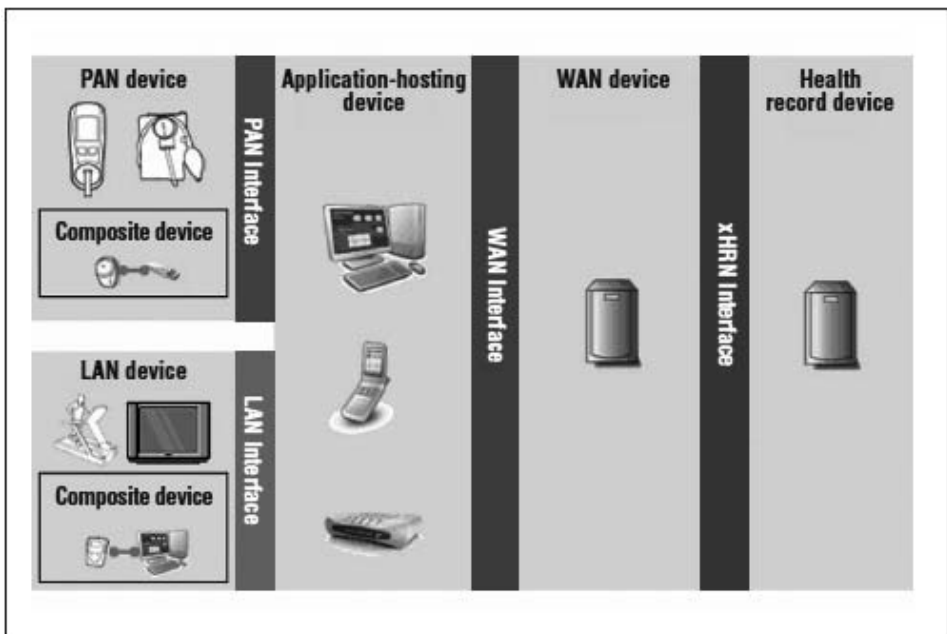 PAN device
Composite device
PAN Interface
LAN device
Composite device
LAN Interface
Application-hosting
device
WAN Interface
WAN device
xHRN Interface
Health
record device